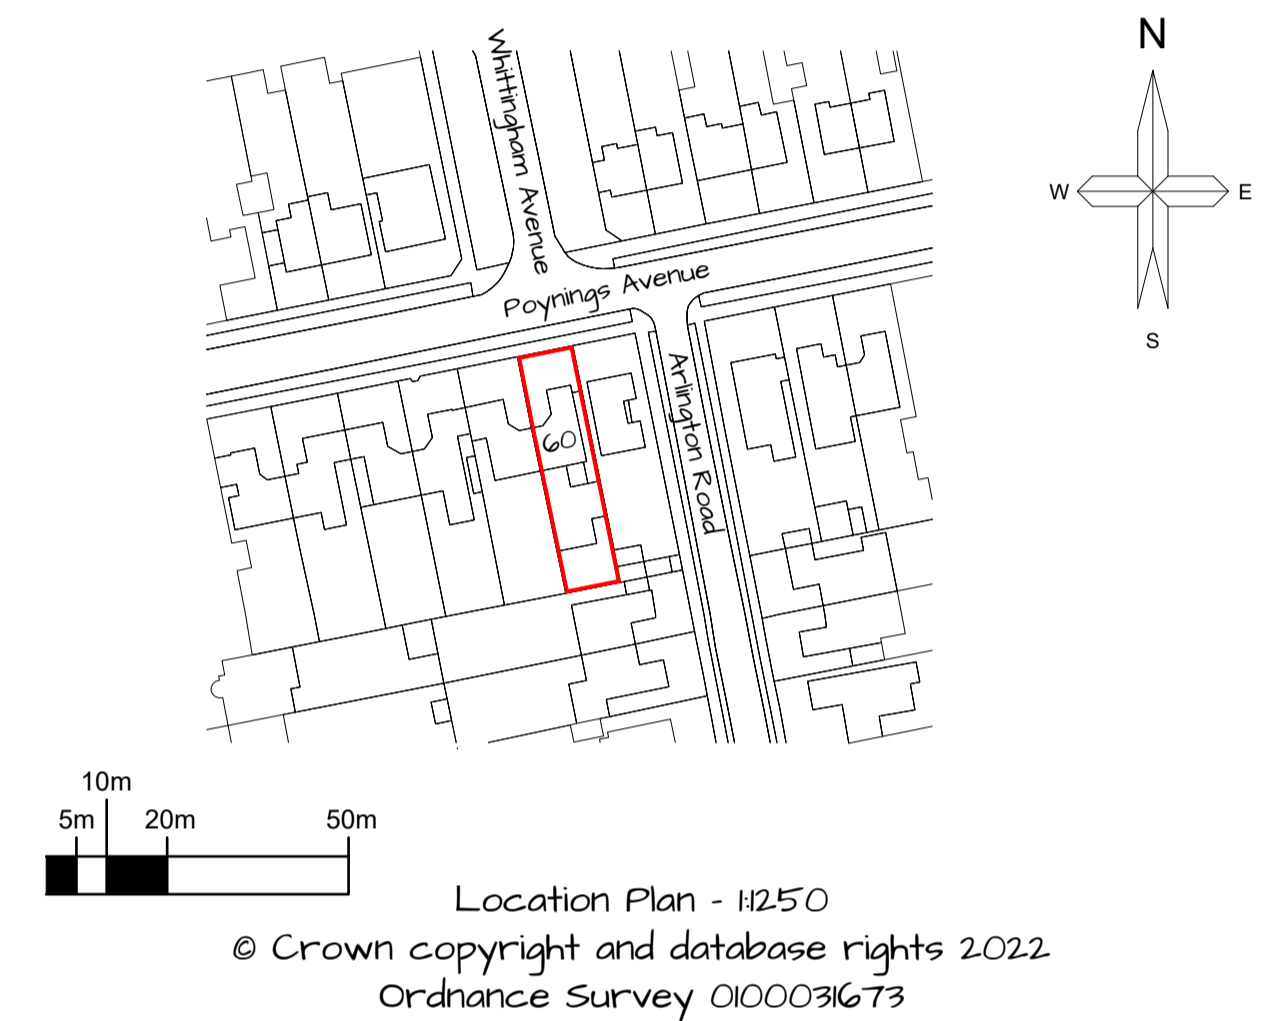 N
W
E
S
Whittingham Avenue
Poynings Avenue
Arlington Road
60
10m
5m 20m 50m
Location Plan - 1:1250
© Crown copyright and database rights 2022
Ordnance Survey 0100031673